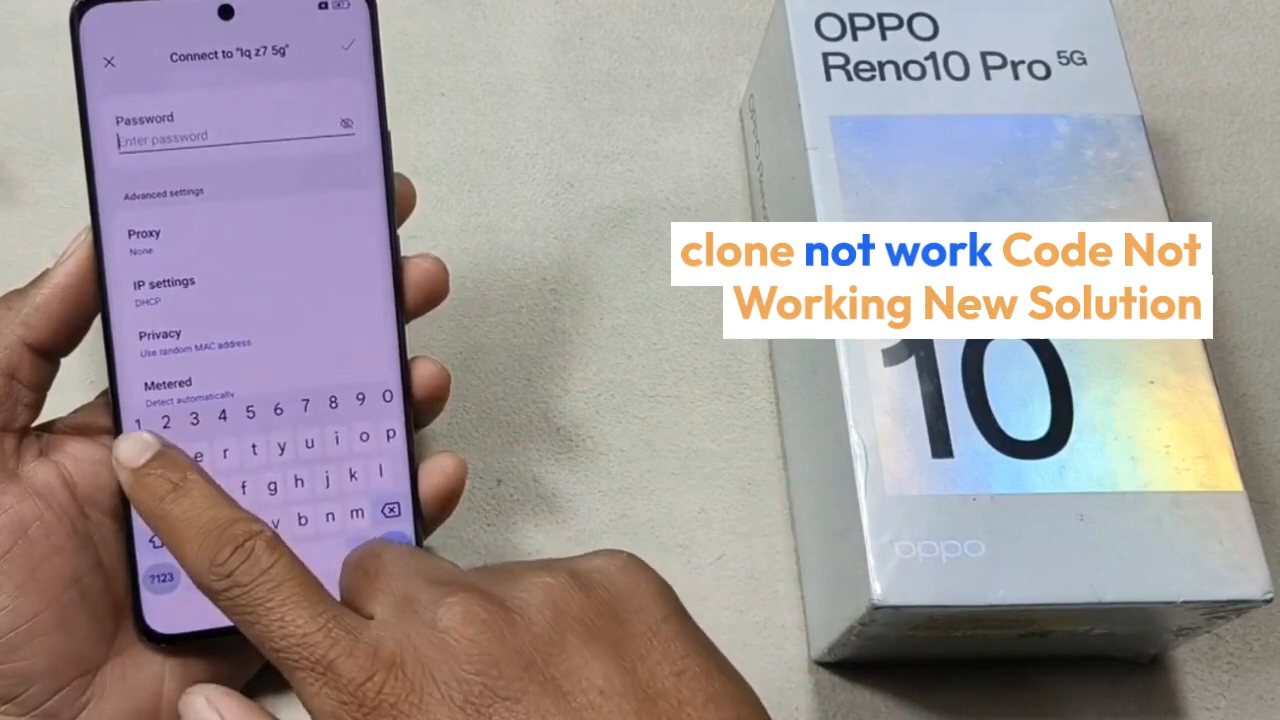 Connect to "Iq z7 5g"
Password
Enter password
Advanced settings
Proxy
None
IP settings
DHCP
Privacy
Use random MAC address
Metered
Detect automatically
1 2 3 4 5 6 7 8 9 0
e r t y u i o p
f g h j k l
v b n m
?123
OPPO
Reno10 Pro 5G
clone not work Code Not
Working New Solution
10
oppo